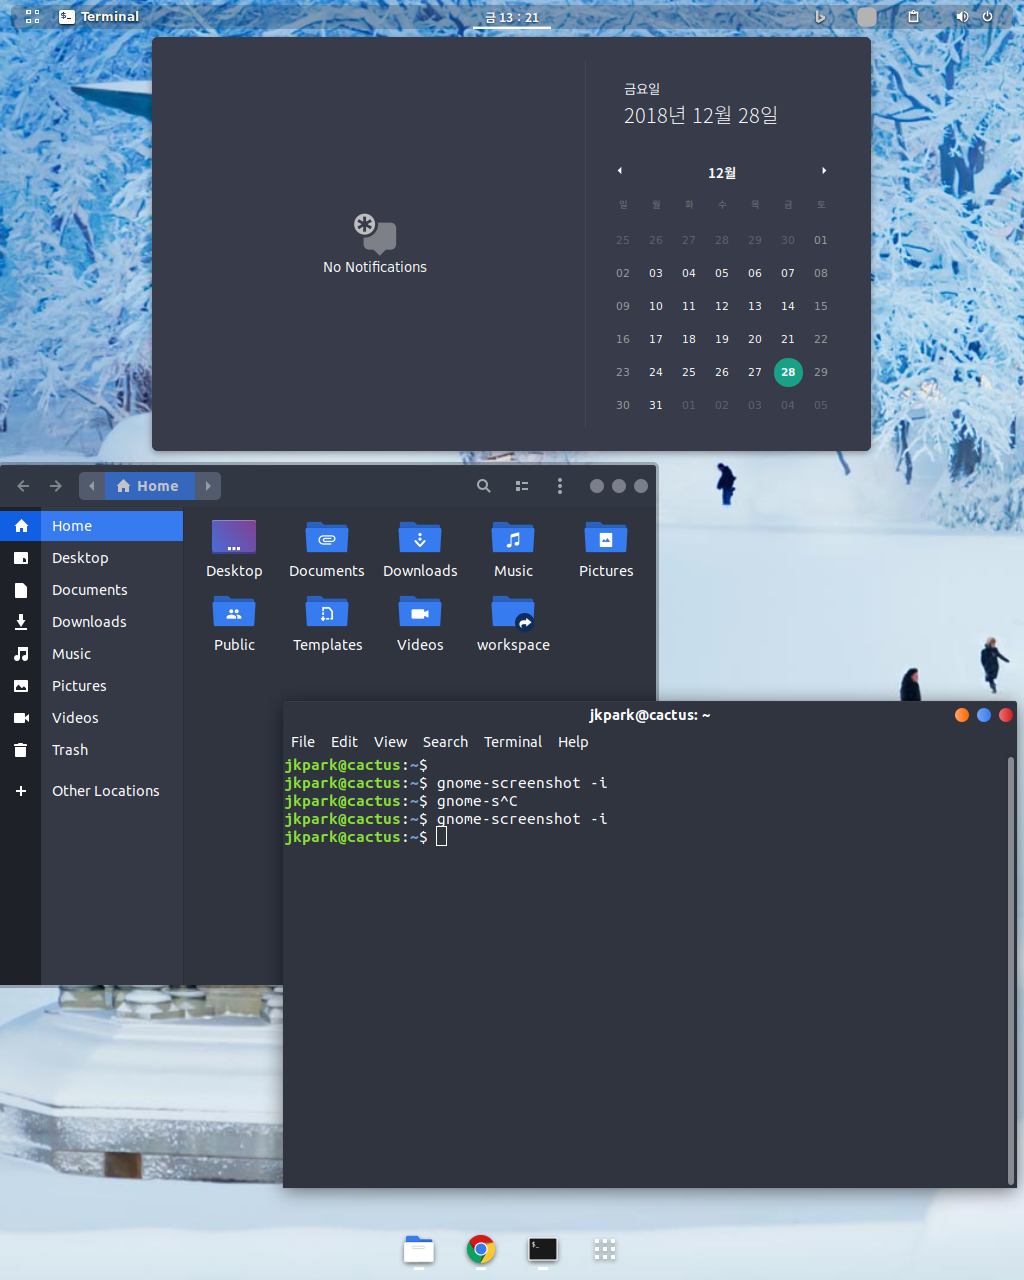 Terminal
금 13 : 21
No Notifications
금요일
2018년 12월 28일
12월
일 월 화 수 목 금 토
25 26 27 28 29 30 01
02 03 04 05 06 07 08
09 10 11 12 13 14 15
16 17 18 19 20 21 22
23 24 25 26 27 28 29
30 31 01 02 03 04 05
Home
Home
Desktop
Documents
Downloads
Music
Pictures
Videos
Trash
Other Locations
Desktop Documents Downloads Music Pictures
Public Templates Videos workspace
jkpark@cactus: ~
File Edit View Search Terminal Help
jkpark@cactus:~$
jkpark@cactus:~$ gnome-screenshot -i
jkpark@cactus:~$ gnome-s^C
jkpark@cactus:~$ gnome-screenshot -i
jkpark@cactus:~$